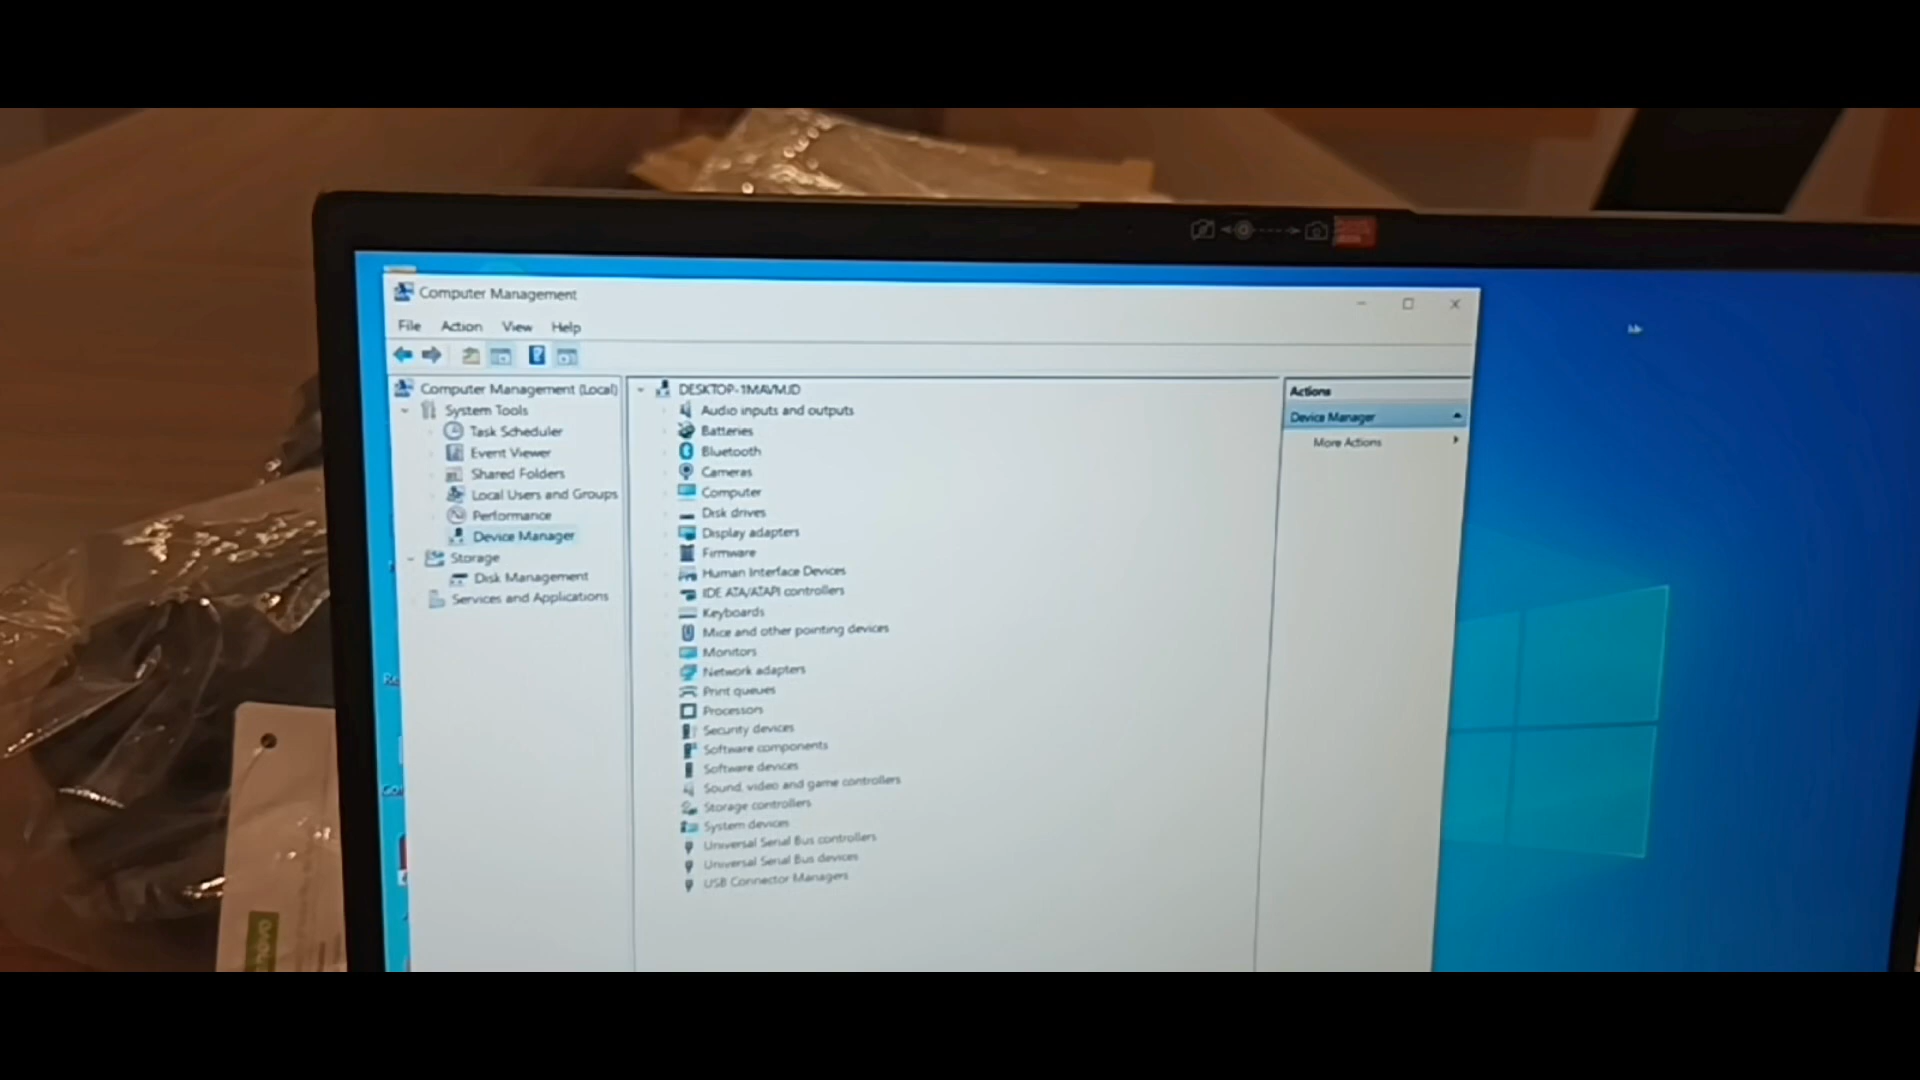 Computer Management
File Action View Help
Computer Management (Local)
System Tools
Task Scheduler
Event Viewer
Shared Folders
Local Users and Groups
Performance
Device Manager
Storage
Disk Management
Services and Applications
DESKTOP-1MAVMJD
Audio inputs and outputs
Batteries
Bluetooth
Cameras
Computer
Disk drives
Display adapters
Firmware
Human Interface Devices
IDE ATA/ATAPI controllers
Keyboards
Mice and other pointing devices
Monitors
Network adapters
Print queues
Processors
Security devices
Software components
Software devices
Sound, video and game controllers
Storage controllers
System devices
Universal Serial Bus controllers
Universal Serial Bus devices
USB Connector Managers
Actions
Device Manager
More Actions